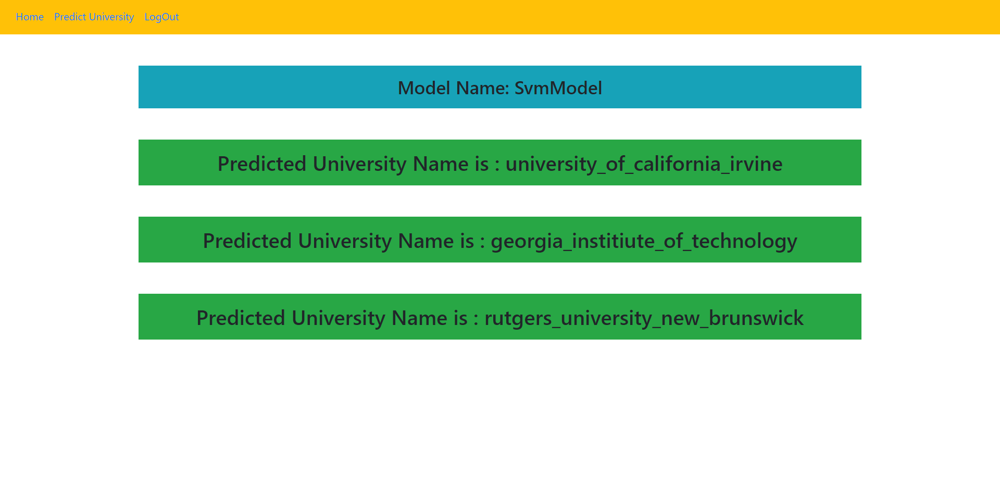 Home Predict University LogOut
Model Name: SvmModel
Predicted University Name is : university_of_california_irvine
Predicted University Name is : georgia_institiute_of_technology
Predicted University Name is : rutgers_university_new_brunswick